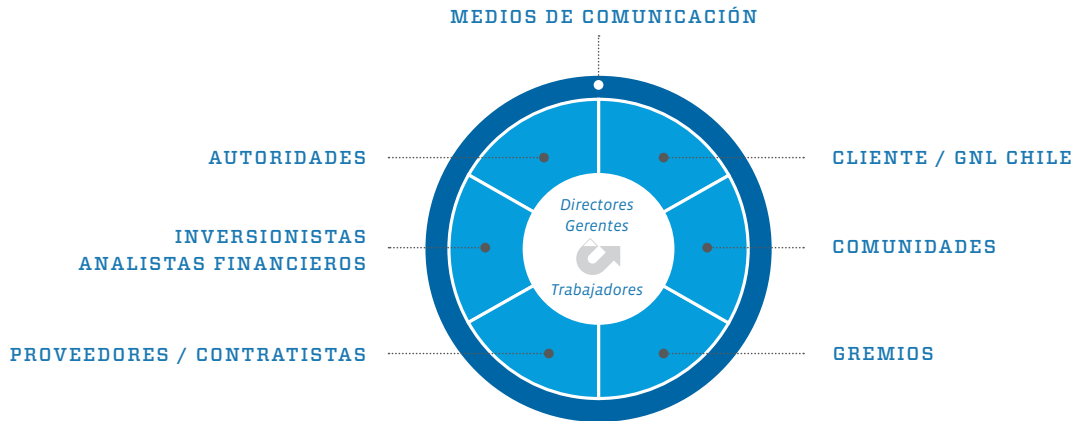 MEDIOS DE COMUNICACIÓN
AUTORIDADES
CLIENTE / GNL CHILE
Directores
Gerentes
INVERSIONISTAS
ANALISTAS FINANCIEROS
COMUNIDADES
Trabajadores
PROVEEDORES / CONTRATISTAS
GREMIOS